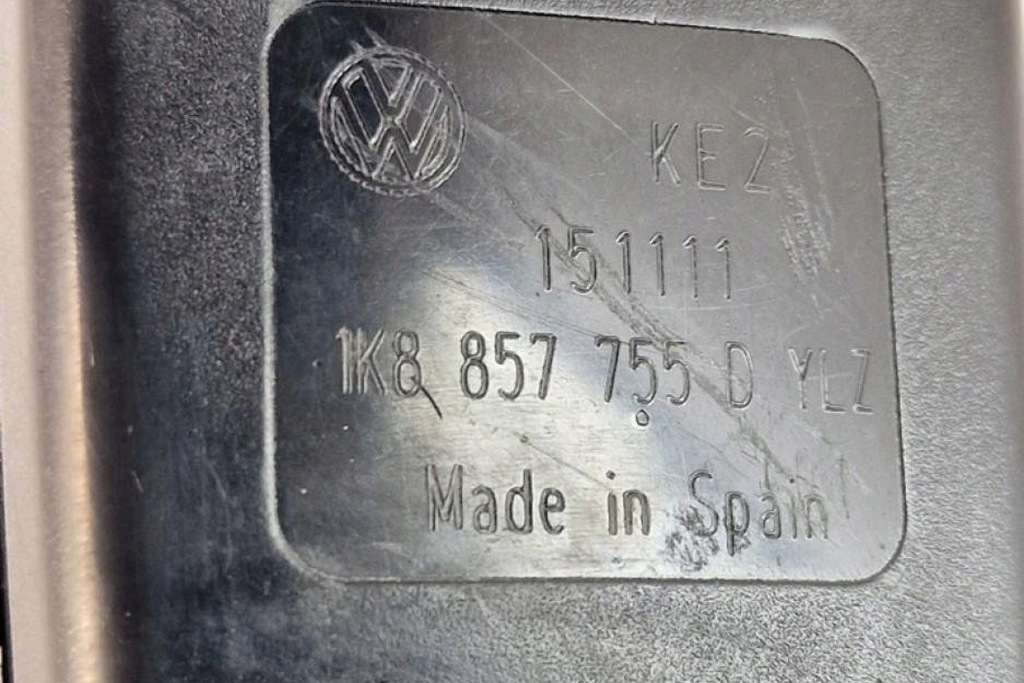 KE2
151111
1K8 857 755 D YLZ
Made in Spain